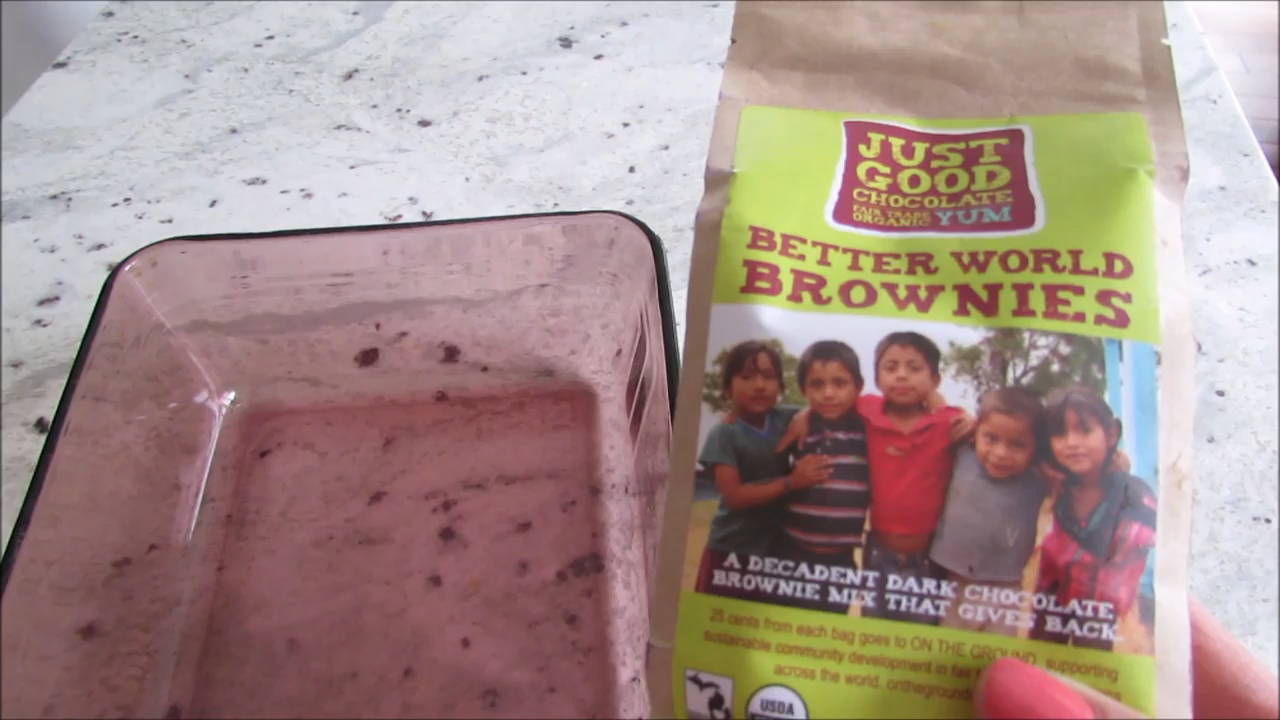 JUST
GOOD
CHOCOLATE
FAIR TRADE
ORGANIC YUM
BETTER WORLD
BROWNIES
A DECADENT DARK CHOCOLATE
BROWNIE MIX THAT GIVES BACK.
25 cents from each bag goes to ON THE GROUND, supporting
sustainable community development in fair
across the world. ontheground
USDA